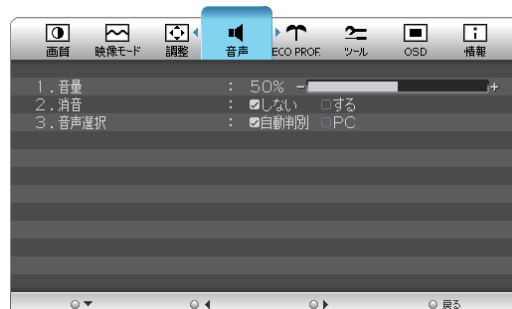 画質 映像モード 調整 音声 ECO PROF. ツール OSD 情報
1.音量 : 50% - +
2.消音 : ☑しない □する
3.音声選択 : ☑自動判別 □PC
戻る